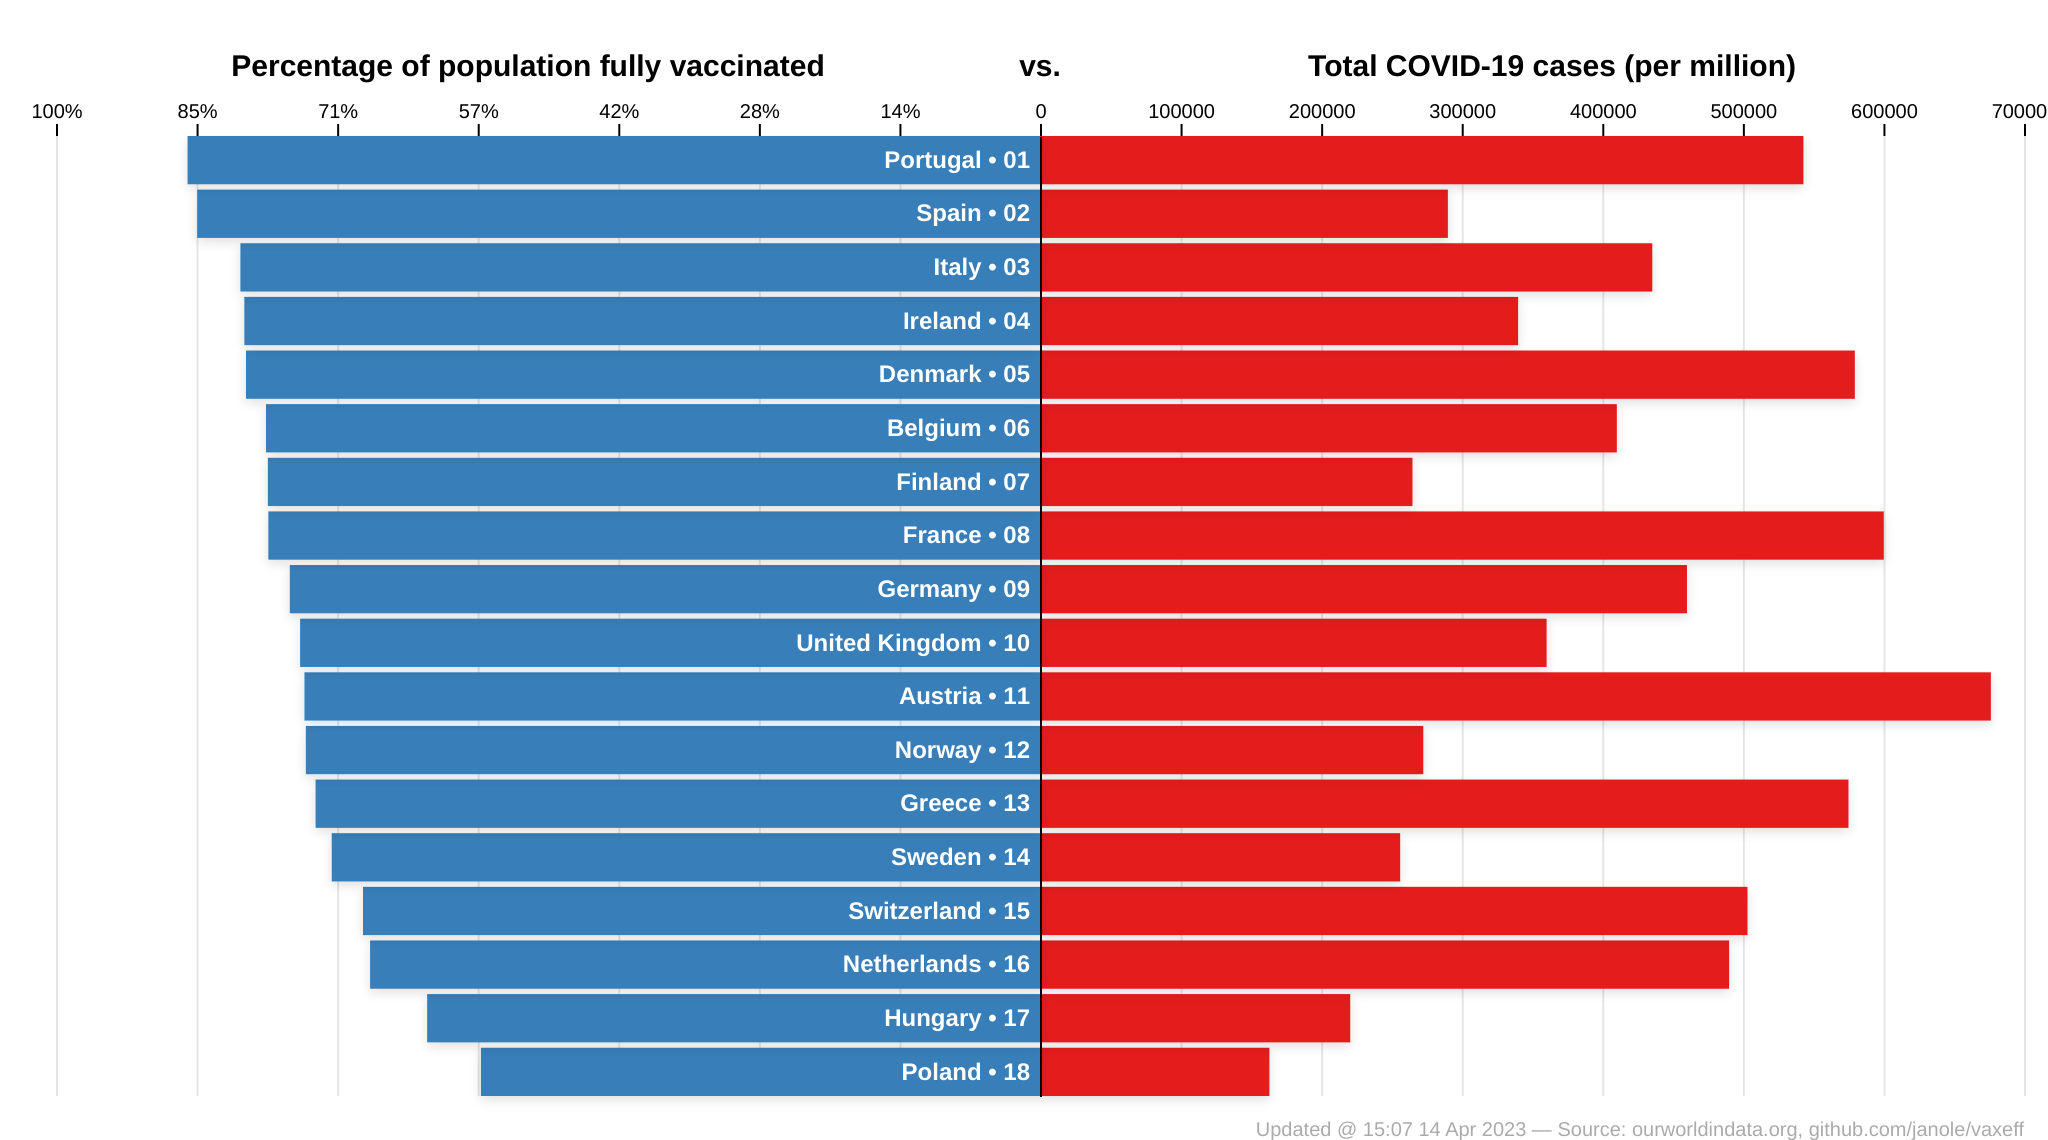 Percentage of population fully vaccinated vs. Total COVID-19 cases (per million)
100% 85% 71% 57% 42% 28% 14% 0 100000 200000 300000 400000 500000 600000 70000
Portugal • 01
Spain • 02
Italy • 03
Ireland • 04
Denmark • 05
Belgium • 06
Finland • 07
France • 08
Germany • 09
United Kingdom • 10
Austria • 11
Norway • 12
Greece • 13
Sweden • 14
Switzerland • 15
Netherlands • 16
Hungary • 17
Poland • 18
Updated @ 15:07 14 Apr 2023 — Source: ourworldindata.org, github.com/janole/vaxeff